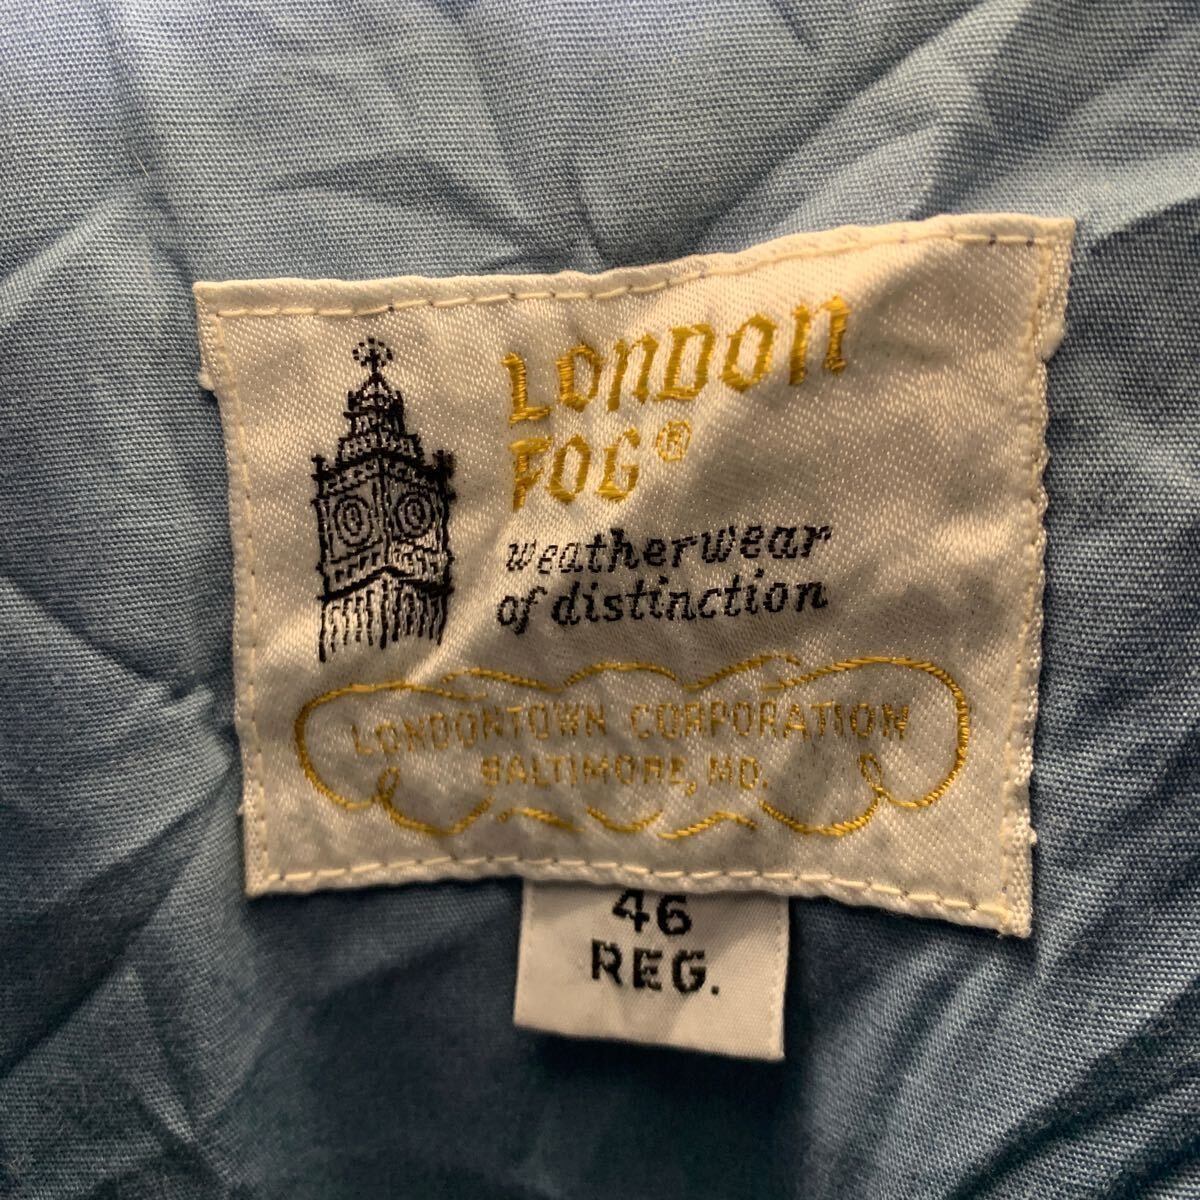 LONDON
FOG®
weatherwear
of distinction
LONDONTOWN CORPORATION
BALTIMORE, MD.
46
REG.